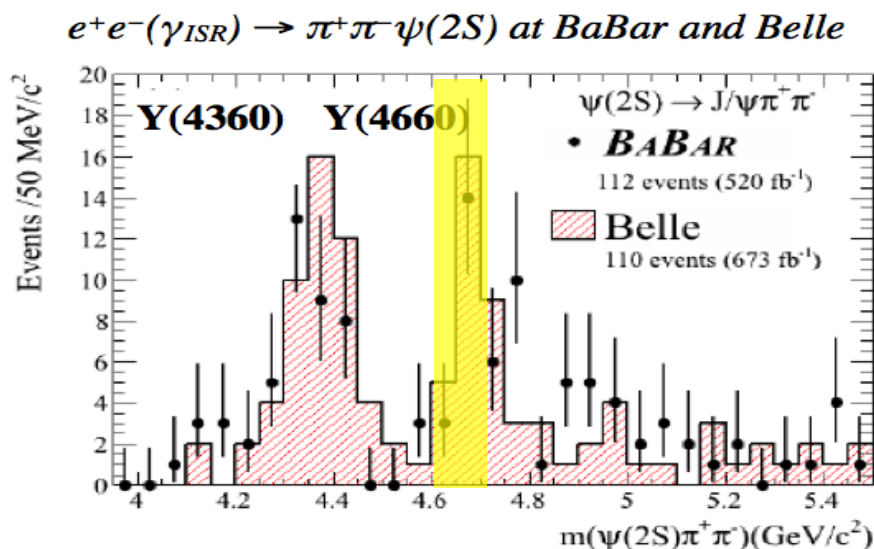 e⁺e⁻(γISR) → π⁺π⁻ψ(2S) at BaBar and Belle
Events /50 MeV/c²
20
18
16
14
12
10
8
6
4
2
0
Y(4360) Y(4660)
ψ(2S) → J/ψπ⁺π⁻
BABAR
112 events (520 fb⁻¹)
Belle
110 events (673 fb⁻¹)
4 4.2 4.4 4.6 4.8 5 5.2 5.4
m(ψ(2S)π⁺π⁻)(GeV/c²)